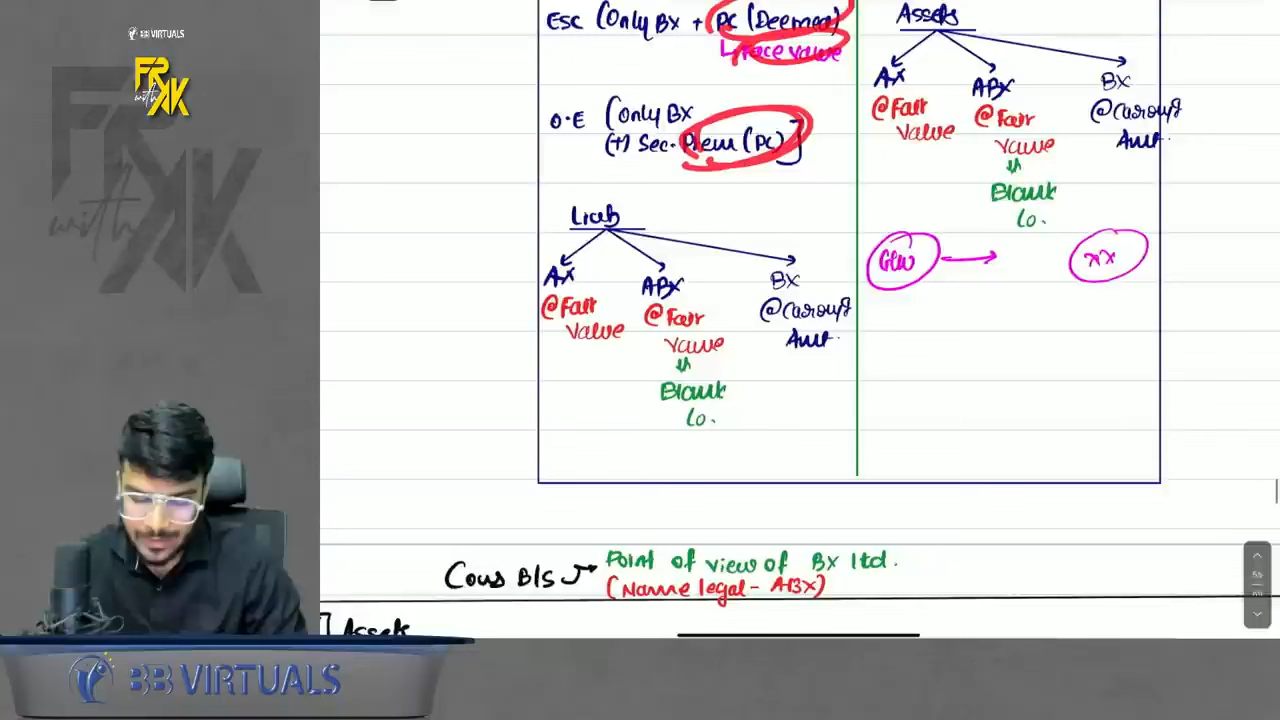 BB VIRTUALS
FR
with AK
ESC (Only BX + PC (Deemed)
↳ Face value
O.E (Only BX
(+) Sec. Prem (PC)]
Liab
AX
@Fair
Value
ABX
@Fair
Value
Blank
Co.
BX
@Carrying
Amt.
Assets
AX
@Fair
Value
ABX
@Fair
Value
Blank
Co.
BX
@Carrying
Amt.
G/W → xx
Cons B/S → Point of view of BX ltd.
(Name legal - ABX)
Assets
BB VIRTUALS